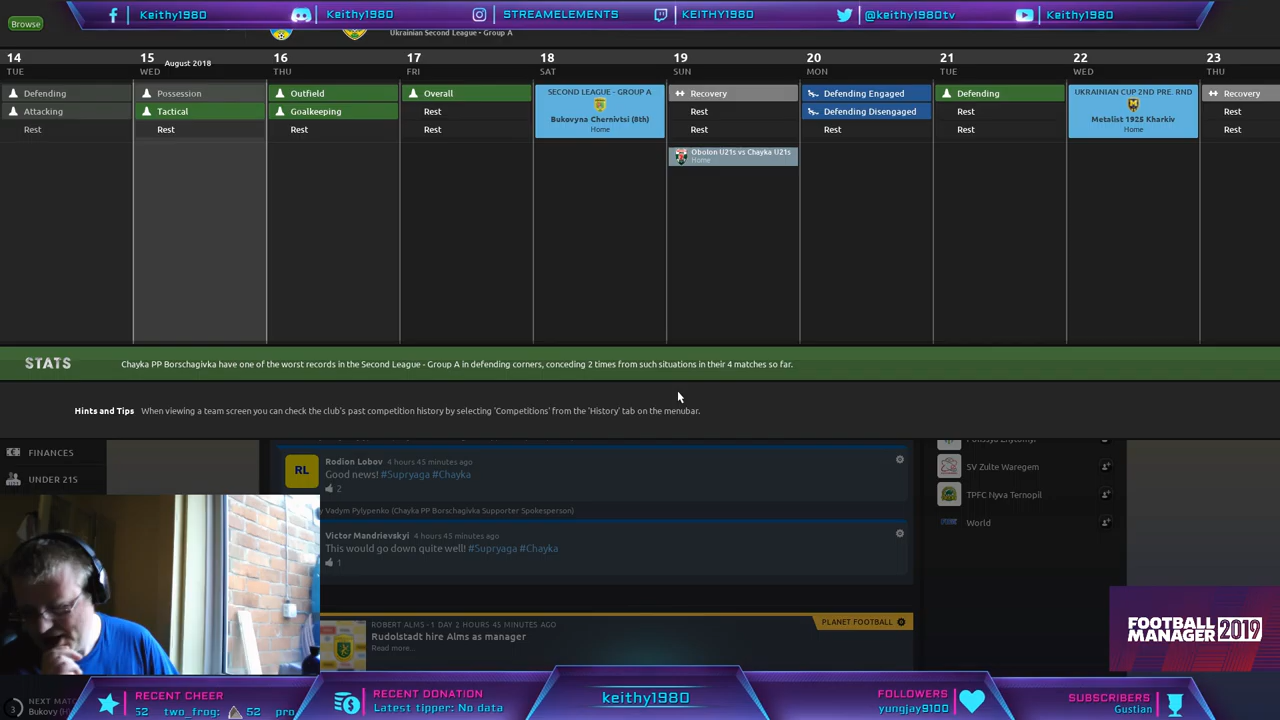 Browse
Keithy1980
Keithy1980
STREAMELEMENTS
KEITHY1980
@keithy1980tv
Keithy1980
Ukrainian Second League - Group A
14
TUE
15
WED
August 2018
16
THU
17
FRI
18
SAT
19
SUN
20
MON
21
TUE
22
WED
23
THU
Defending
Attacking
Rest
Possession
Tactical
Rest
Outfield
Goalkeeping
Rest
Overall
Rest
Rest
SECOND LEAGUE - GROUP A
Bukovyna Chernivtsi (8th)
Home
Recovery
Rest
Rest
Obolon U21s vs Chayka U21s
Home
Defending Engaged
Defending Disengaged
Rest
Defending
Rest
Rest
UKRAINIAN CUP 2ND PRE. RND
Metalist 1925 Kharkiv
Home
Recovery
Rest
Rest
STATS
Chayka PP Borschagivka have one of the worst records in the Second League - Group A in defending corners, conceding 2 times from such situations in their 4 matches so far.
Hints and Tips When viewing a team screen you can check the club's past competition history by selecting 'Competitions' from the 'History' tab on the menubar.
FINANCES
UNDER 21S
Rodion Lobov 4 hours 45 minutes ago
RL
Good news! #Supryaga #Chayka
2
Vadym Pylypenko (Chayka PP Borschagivka Supporter Spokesperson)
Victor Mandrievskyi 4 hours 45 minutes ago
This would go down quite well! #Supryaga #Chayka
1
SV Zulte Waregem
TPFC Nyva Ternopil
World
ROBERT ALMS - 1 DAY 2 HOURS 45 MINUTES AGO
PLANET FOOTBALL
Rudolstadt hire Alms as manager
Read more...
FOOTBALL
MANAGER 2019
3
NEXT MAT
Bukovy (H
RECENT CHEER
52 two_frog: 52 pro
RECENT DONATION
Latest tipper: No data
keithy1980
FOLLOWERS
yungjay9100
SUBSCRIBERS
Gustian